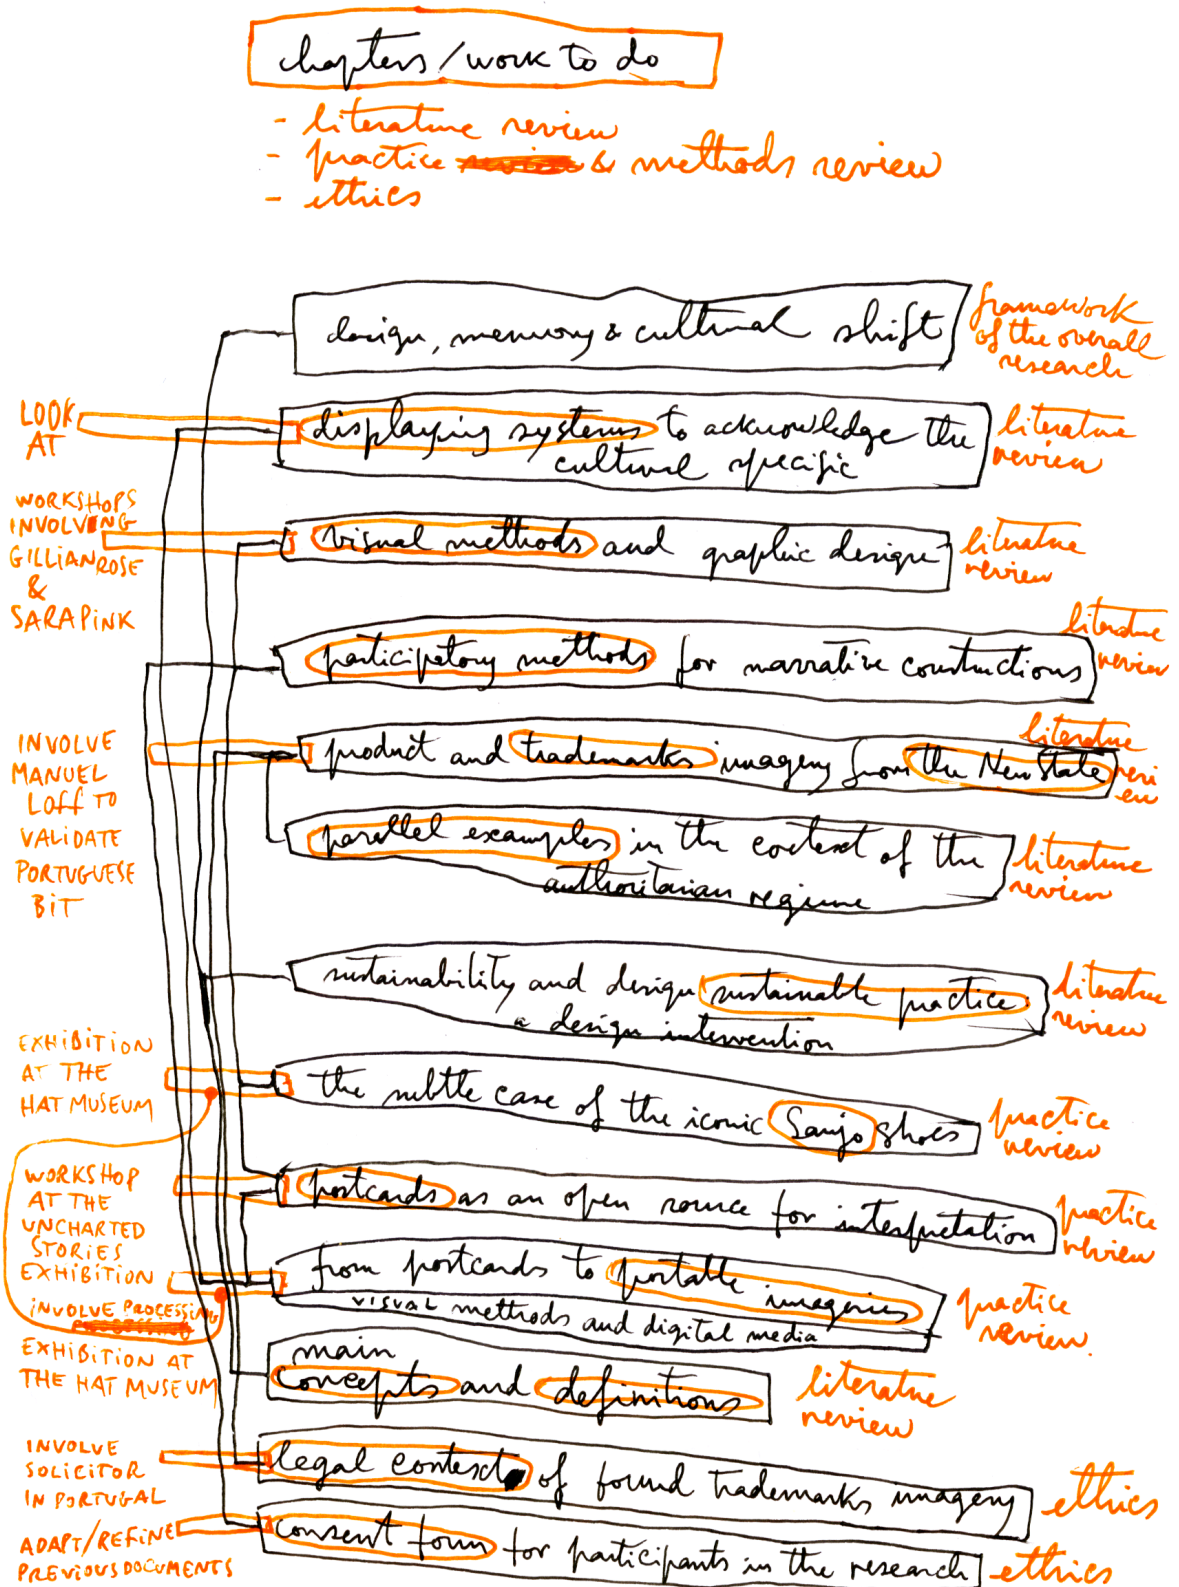 chapters/work to do
- literature review
- practice & methods review
- ethics
design, memory & cultural shift
framework
of the overall
research
LOOK
AT
displaying systems to acknowledge the
cultural specific
literature
review
WORKSHOPS
INVOLVING
GILLIAN ROSE
&
SARA PINK
visual methods and graphic design
literature
review
participatory methods for narrative constructions
literature
review
INVOLVE
MANUEL
LOFF TO
VALIDATE
PORTUGUESE
BIT
product and trademarks imagery from the New State
literature
revi
ew
parallel examples in the context of the
authoritarian regime
literature
review
sustainability and design sustainable practice:
a design intervention
literature
review
EXHIBITION
AT THE
HAT MUSEUM
the subtle case of the iconic Sanjo shoes
practice
review
WORKSHOP
AT THE
UNCHARTED
STORIES
EXHIBITION
postcards as an open source for interpretation
practice
review
INVOLVE PROCESSING
EXHIBITION AT
THE HAT MUSEUM
from postcards to portable imageries
visual methods and digital media
practice
review.
main
concepts and definitions
literature
review
INVOLVE
SOLICITOR
IN PORTUGAL
legal context of found trademarks imagery
ethics
ADAPT/REFINE
PREVIOUS DOCUMENTS
consent form for participants in the research
ethics